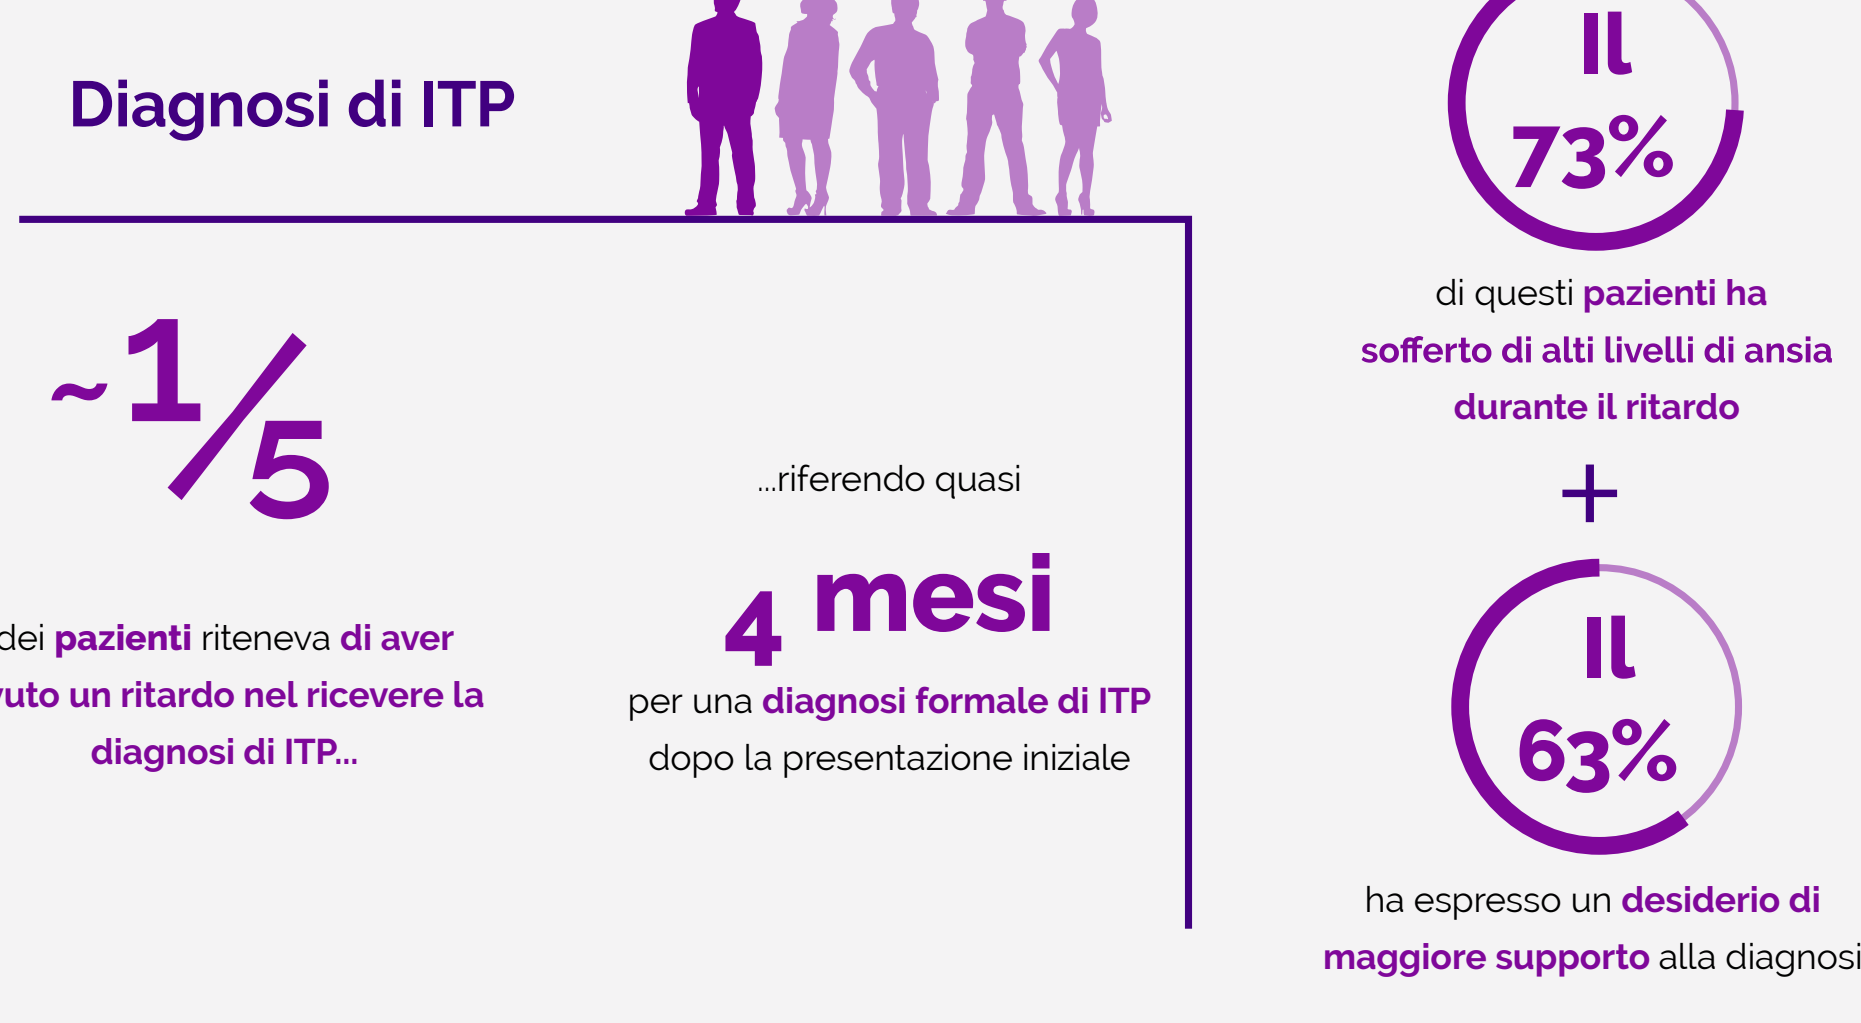 Diagnosi di ITP
~1/5
dei pazienti riteneva di aver
vuto un ritardo nel ricevere la
diagnosi di ITP...
...riferendo quasi
4 mesi
per una diagnosi formale di ITP
dopo la presentazione iniziale
Il
73%
di questi pazienti ha
sofferto di alti livelli di ansia
durante il ritardo
+
Il
63%
ha espresso un desiderio di
maggiore supporto alla diagnosi